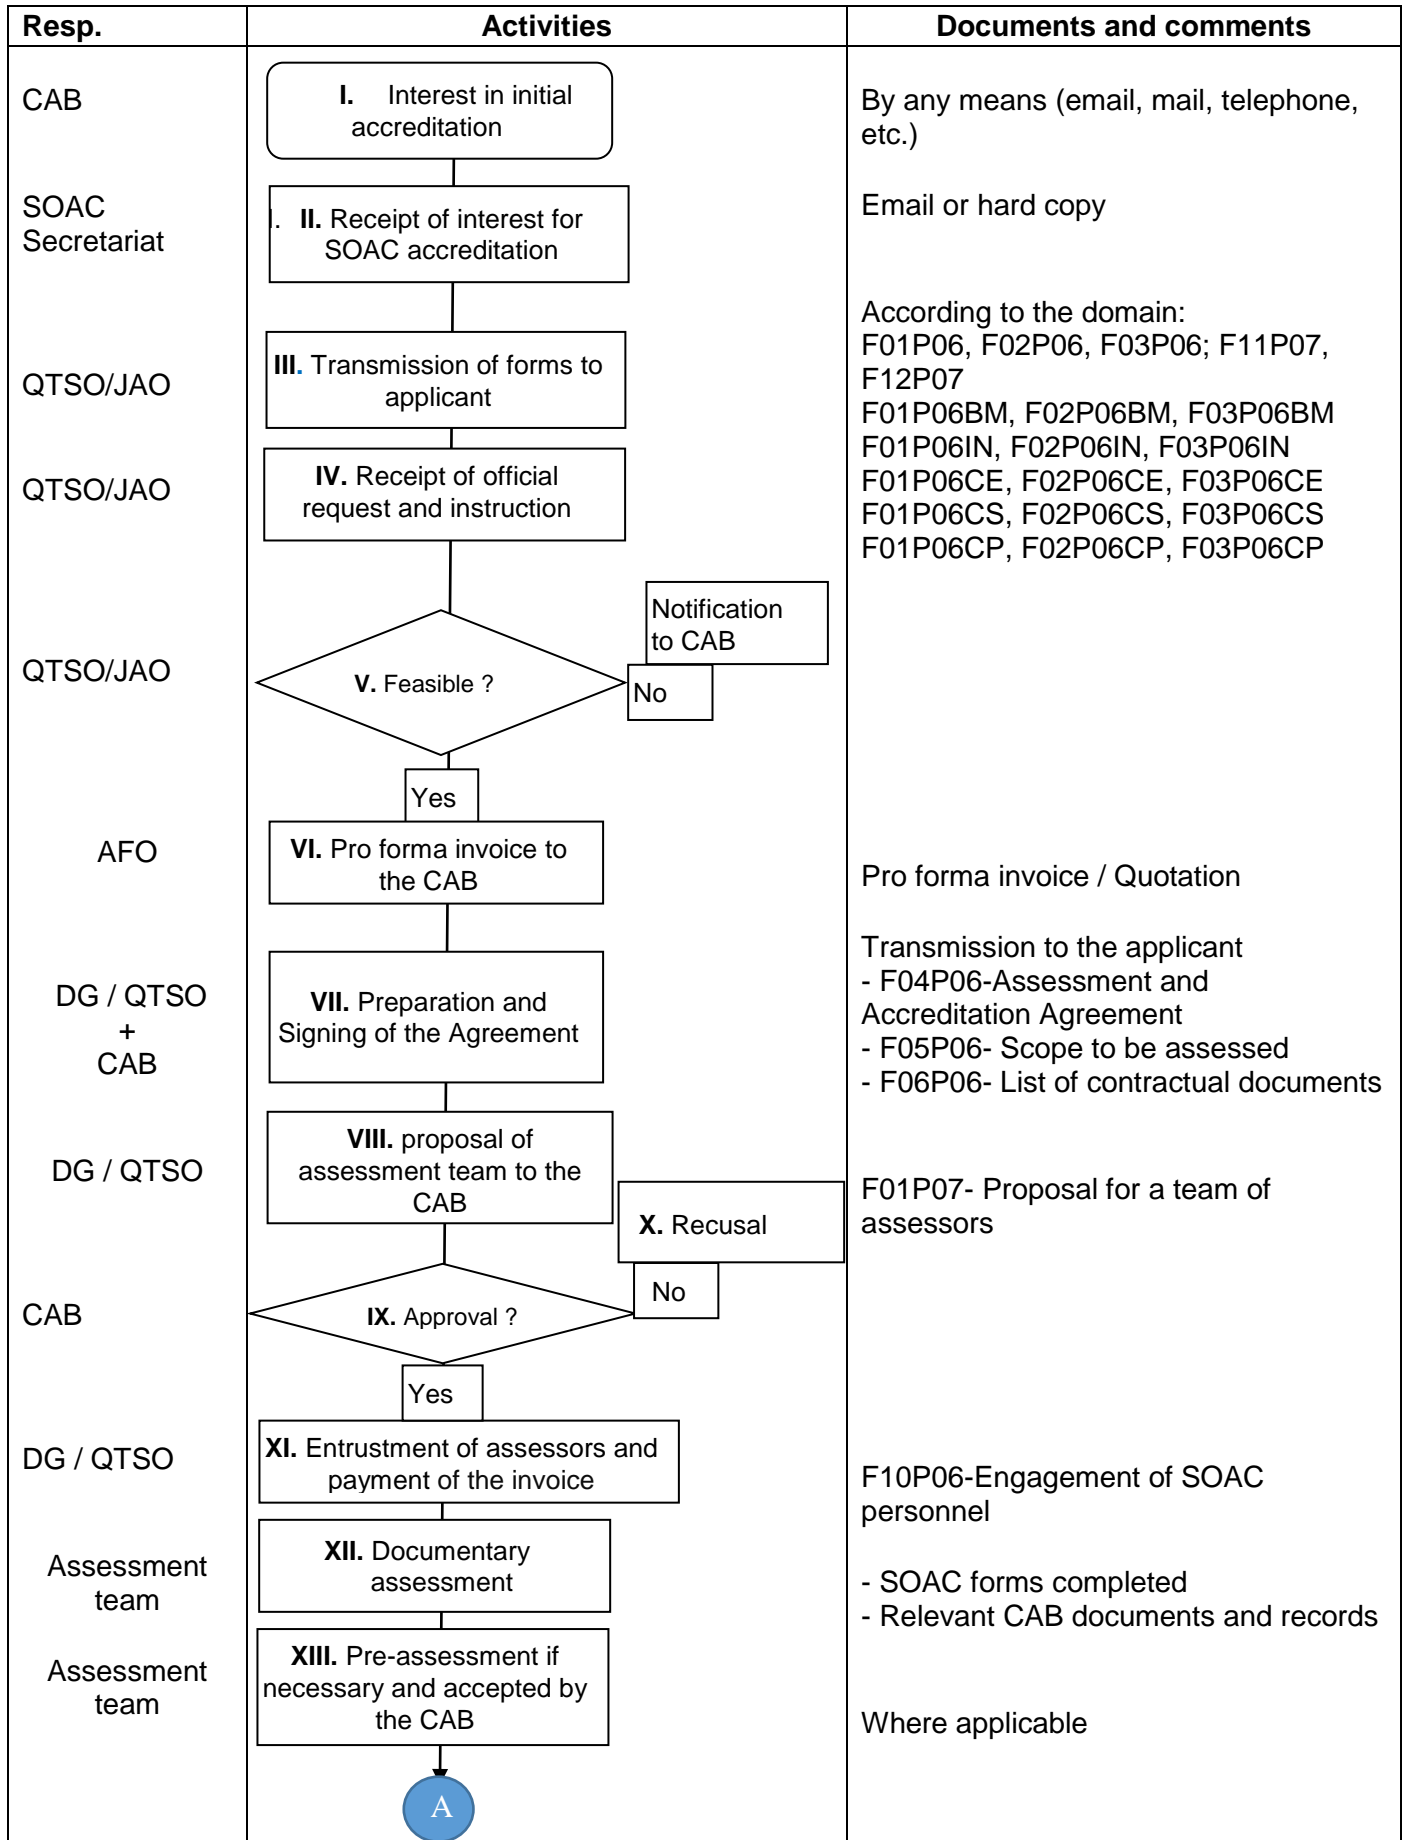 Resp.
Activities
Documents and comments
CAB
I. Interest in initial
accreditation
By any means (email, mail, telephone,
etc.)
SOAC
Secretariat
I. II. Receipt of interest for
SOAC accreditation
Email or hard copy
QTSO/JAO
III. Transmission of forms to
applicant
According to the domain:
F01P06, F02P06, F03P06; F11P07,
F12P07
F01P06BM, F02P06BM, F03P06BM
F01P06IN, F02P06IN, F03P06IN
F01P06CE, F02P06CE, F03P06CE
F01P06CS, F02P06CS, F03P06CS
F01P06CP, F02P06CP, F03P06CP
QTSO/JAO
IV. Receipt of official
request and instruction
QTSO/JAO
V. Feasible ?
Notification
to CAB
No
Yes
AFO
VI. Pro forma invoice to
the CAB
Pro forma invoice / Quotation
DG / QTSO
+
CAB
VII. Preparation and
Signing of the Agreement
Transmission to the applicant
- F04P06-Assessment and
Accreditation Agreement
- F05P06- Scope to be assessed
- F06P06- List of contractual documents
DG / QTSO
VIII. proposal of
assessment team to the
CAB
F01P07- Proposal for a team of
assessors
X. Recusal
No
CAB
IX. Approval ?
Yes
DG / QTSO
XI. Entrustment of assessors and
payment of the invoice
F10P06-Engagement of SOAC
personnel
Assessment
team
XII. Documentary
assessment
- SOAC forms completed
- Relevant CAB documents and records
Assessment
team
XIII. Pre-assessment if
necessary and accepted by
the CAB
Where applicable
A